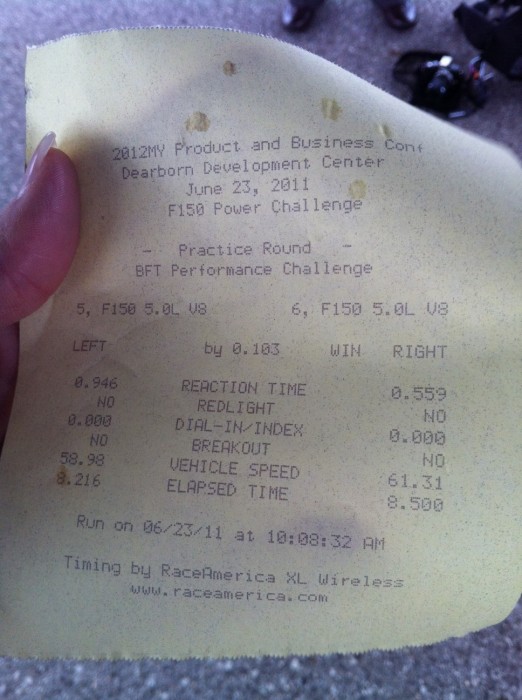 2012MY Product and Business Conf
Dearborn Development Center
June 23, 2011
F150 Power Challenge
- Practice Round -
BFT Performance Challenge
5, F150 5.0L V8 6, F150 5.0L V8
LEFT by 0.103 WIN RIGHT
0.946 REACTION TIME 0.559
NO REDLIGHT NO
0.000 DIAL-IN/INDEX 0.000
NO BREAKOUT NO
58.98 VEHICLE SPEED 61.31
8.216 ELAPSED TIME 8.500
Run on 06/23/11 at 10:08:32 AM
Timing by RaceAmerica XL Wireless
www.raceamerica.com